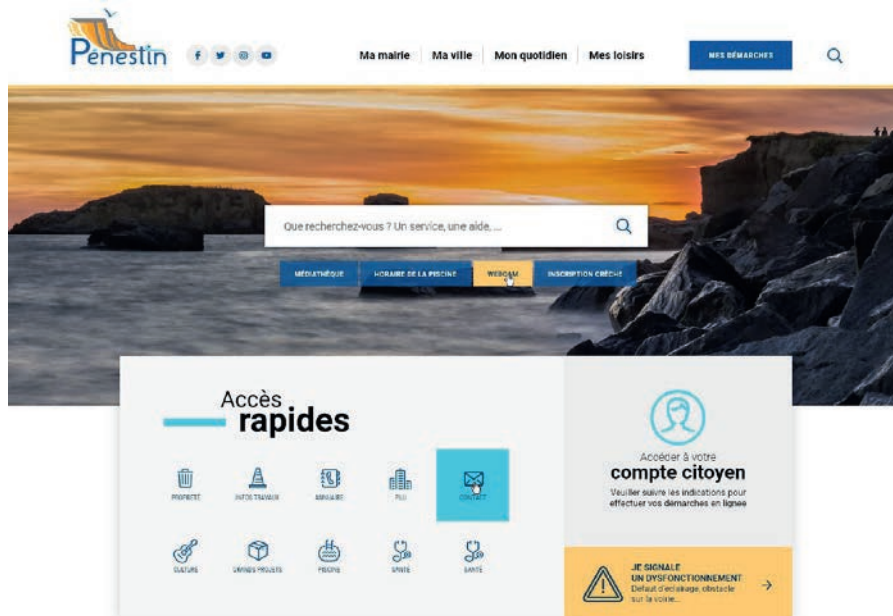 Pénestin
Ma mairie
Ma ville
Mon quotidien
Mes loisirs
MES DÉMARCHES
Que recherchez-vous ? Un service, une aide, ...
MÉDIATHÈQUE
HORAIRE DE LA PISCINE
WEBCAM
INSCRIPTION CRÈCHE
Accès
rapides
PROPRETÉ
INFOS TRAVAUX
ANNUAIRE
PLU
CONTACT
CULTURE
GRANDS PROJETS
PISCINE
SANTÉ
SANTÉ
Accéder à votre
compte citoyen
Veuiller suivre les indications pour
effectuer vos démarches en lignee
JE SIGNALE
UN DYSFONCTIONNEMENT
Défaut d'éclairage, obstacle
sur la voirie...